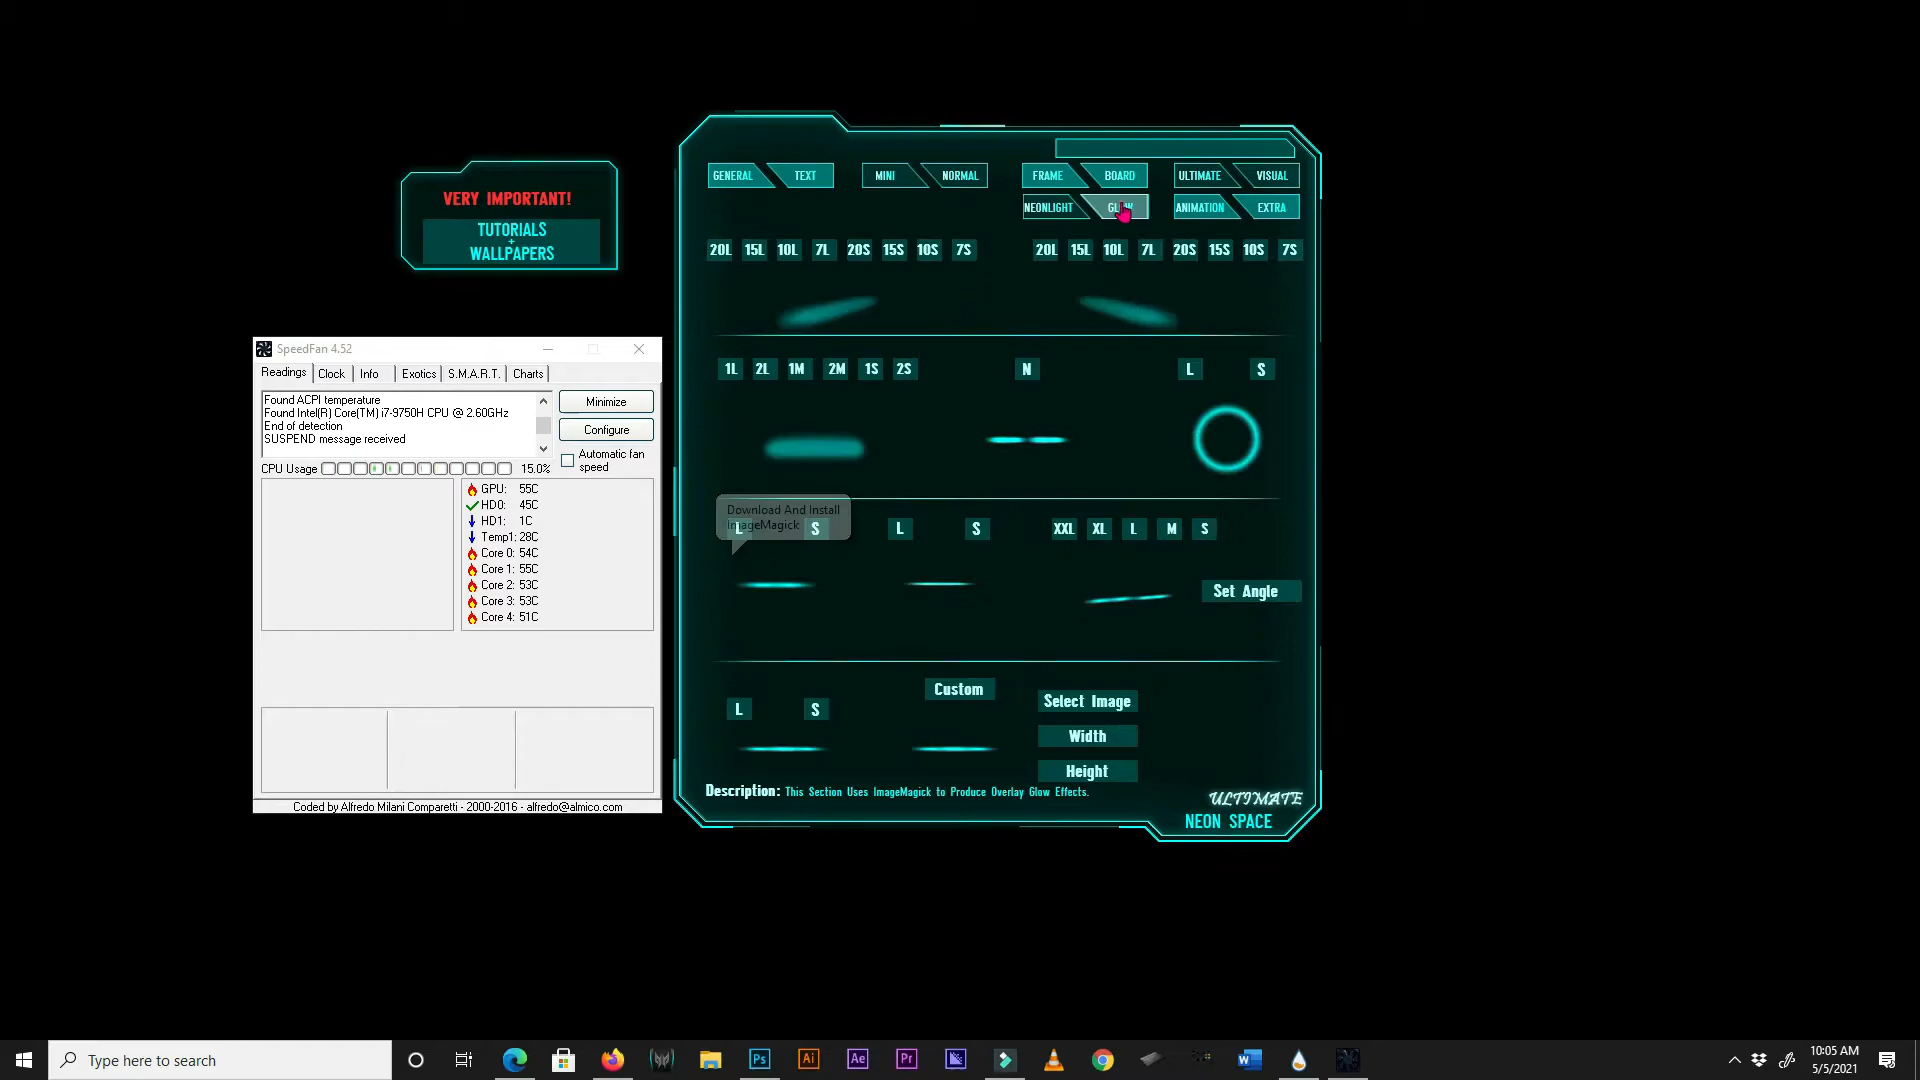 VERY IMPORTANT!
TUTORIALS
+
WALLPAPERS
SpeedFan 4.52
Readings Clock Info Exotics S.M.A.R.T. Charts
Found ACPI temperature
Found Intel(R) Core(TM) i7-9750H CPU @ 2.60GHz
End of detection
SUSPEND message received
Minimize
Configure
Automatic fan
speed
CPU Usage 15.0%
GPU: 55C
HD0: 45C
HD1: 1C
Temp1: 28C
Core 0: 54C
Core 1: 55C
Core 2: 53C
Core 3: 53C
Core 4: 51C
Coded by Alfredo Milani Comparetti - 2000-2016 - alfredo@almico.com
GENERAL TEXT MINI NORMAL FRAME BOARD ULTIMATE VISUAL
NEONLIGHT GLOW ANIMATION EXTRA
20L 15L 10L 7L 20S 15S 10S 7S 20L 15L 10L 7L 20S 15S 10S 7S
1L 2L 1M 2M 1S 2S N L S
Download And Install
ImageMagick
L S L S XXL XL L M S
Set Angle
Custom
L S
Select Image
Width
Height
Description: This Section Uses ImageMagick to Produce Overlay Glow Effects.
ULTIMATE
NEON SPACE
Type here to search
Ps Ai Ae Pr W
10:05 AM
5/5/2021